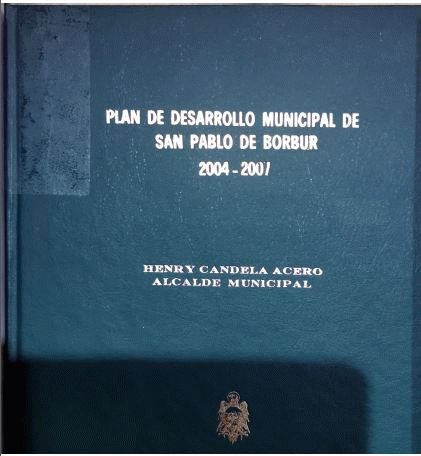 PLAN DE DESARROLLO MUNICIPAL DE
SAN PABLO DE BORBUR
2004-2007
HENRY CANDELA ACERO
ALCALDE MUNICIPAL